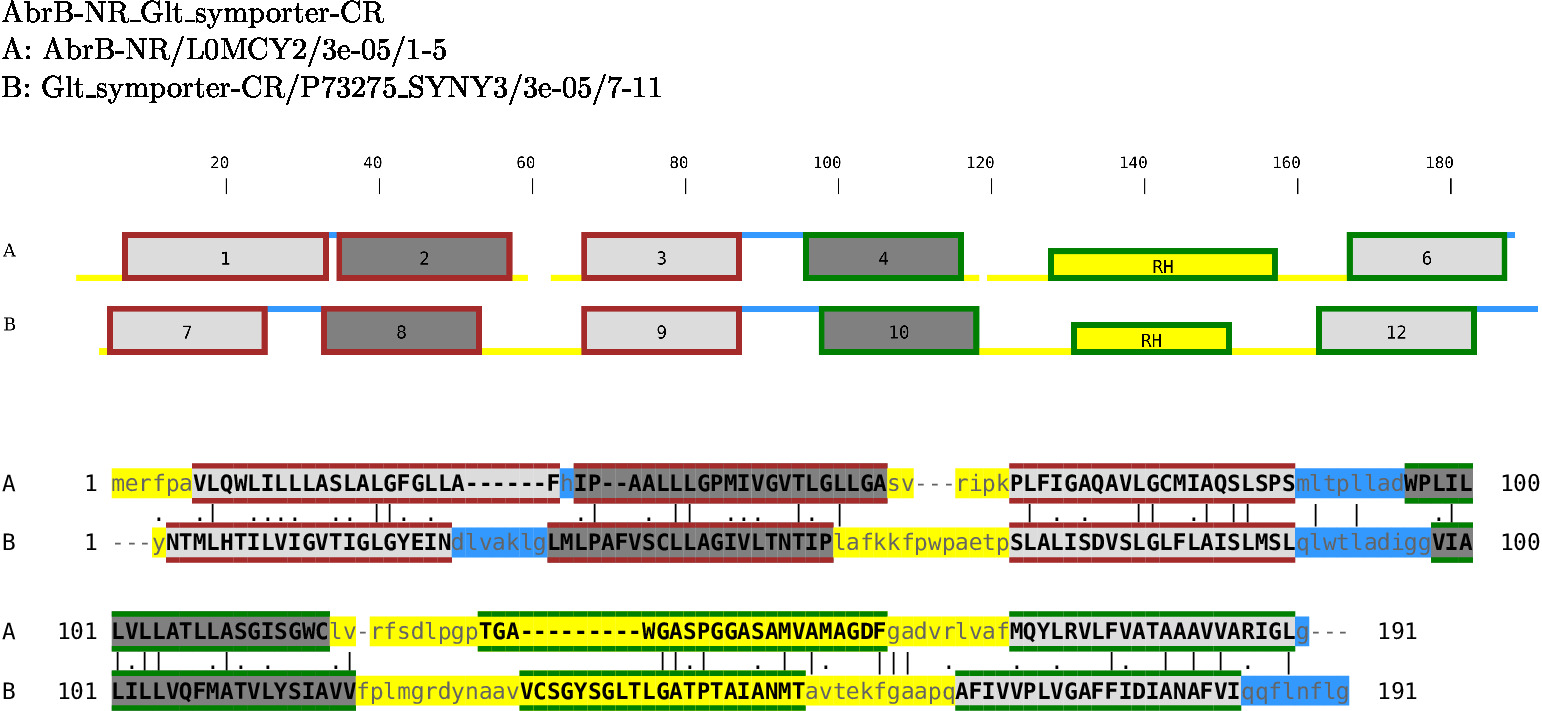 AbrB-NR_Glt_symporter-CR
A: AbrB-NR/L0MCY2/3e-05/1-5
B: Glt_symporter-CR/P73275_SYNY3/3e-05/7-11
20 40 60 80 100 120 140 160 180
A 1 2 3 4 RH 6
B 7 8 9 10 RH 12
A 1 merfpaVLQWLILLLASLALGFGLLA------FhIP--AALLLGPMIVGVTLGLLGAsv---ripkPLFIGAQAVLGCMIAQSLSPSmltplladWPLIL 100
B 1 ---yNTMLHTILVIGVTIGLGYEINdlvaklgLMLPAFVSCLLAGIVLTNTIPlafkkfpwpaetpSLALISDVSLGLFLAISLMSLqlwtladiggVIA 100
A 101 LVLLATLLASGISGWClv-rfsdlpgpTGA---------WGASPGGASAMVAMAGDFgadvrlvafMQYLRVLFVATAAAVVARIGLg--- 191
B 101 LILLVQFMATVLYSIAVVfplmgrdynaavVCSGYSGLTLGATPTAIANMTavtekfgaapqAFIVVPLVGAFFIDIANAFVIqqflnflg 191